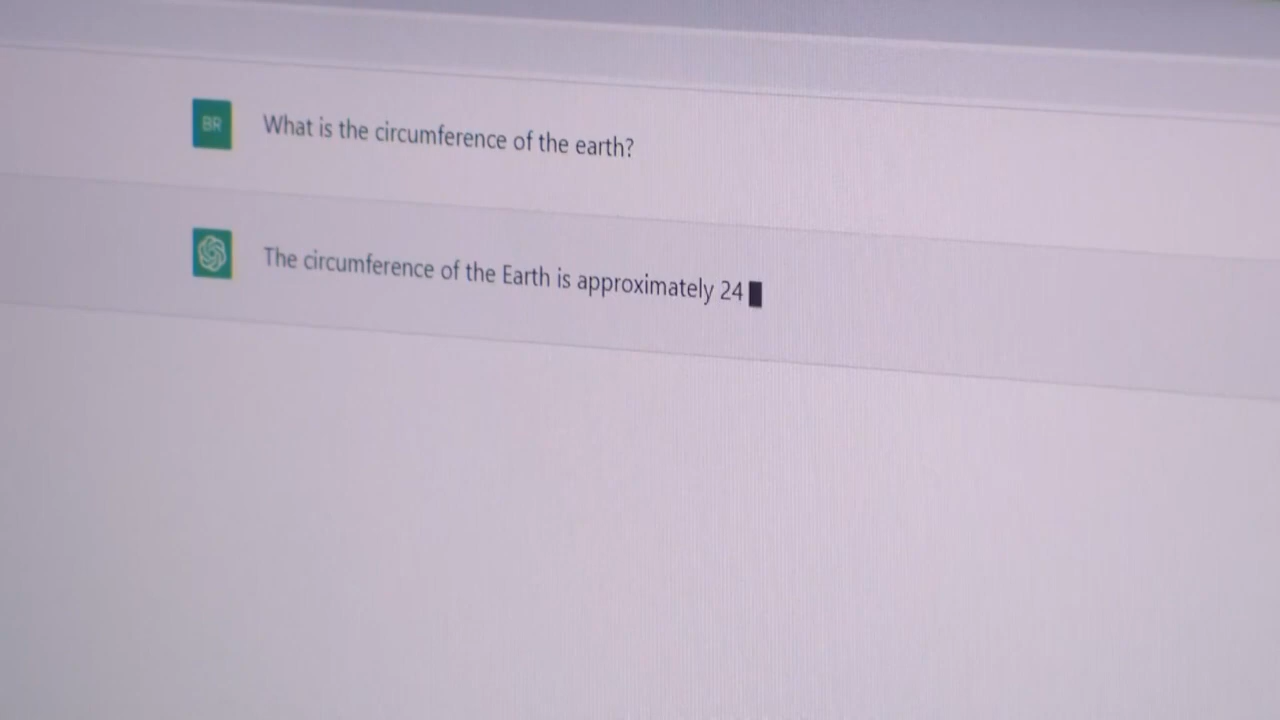 BR
What is the circumference of the earth?
The circumference of the Earth is approximately 24